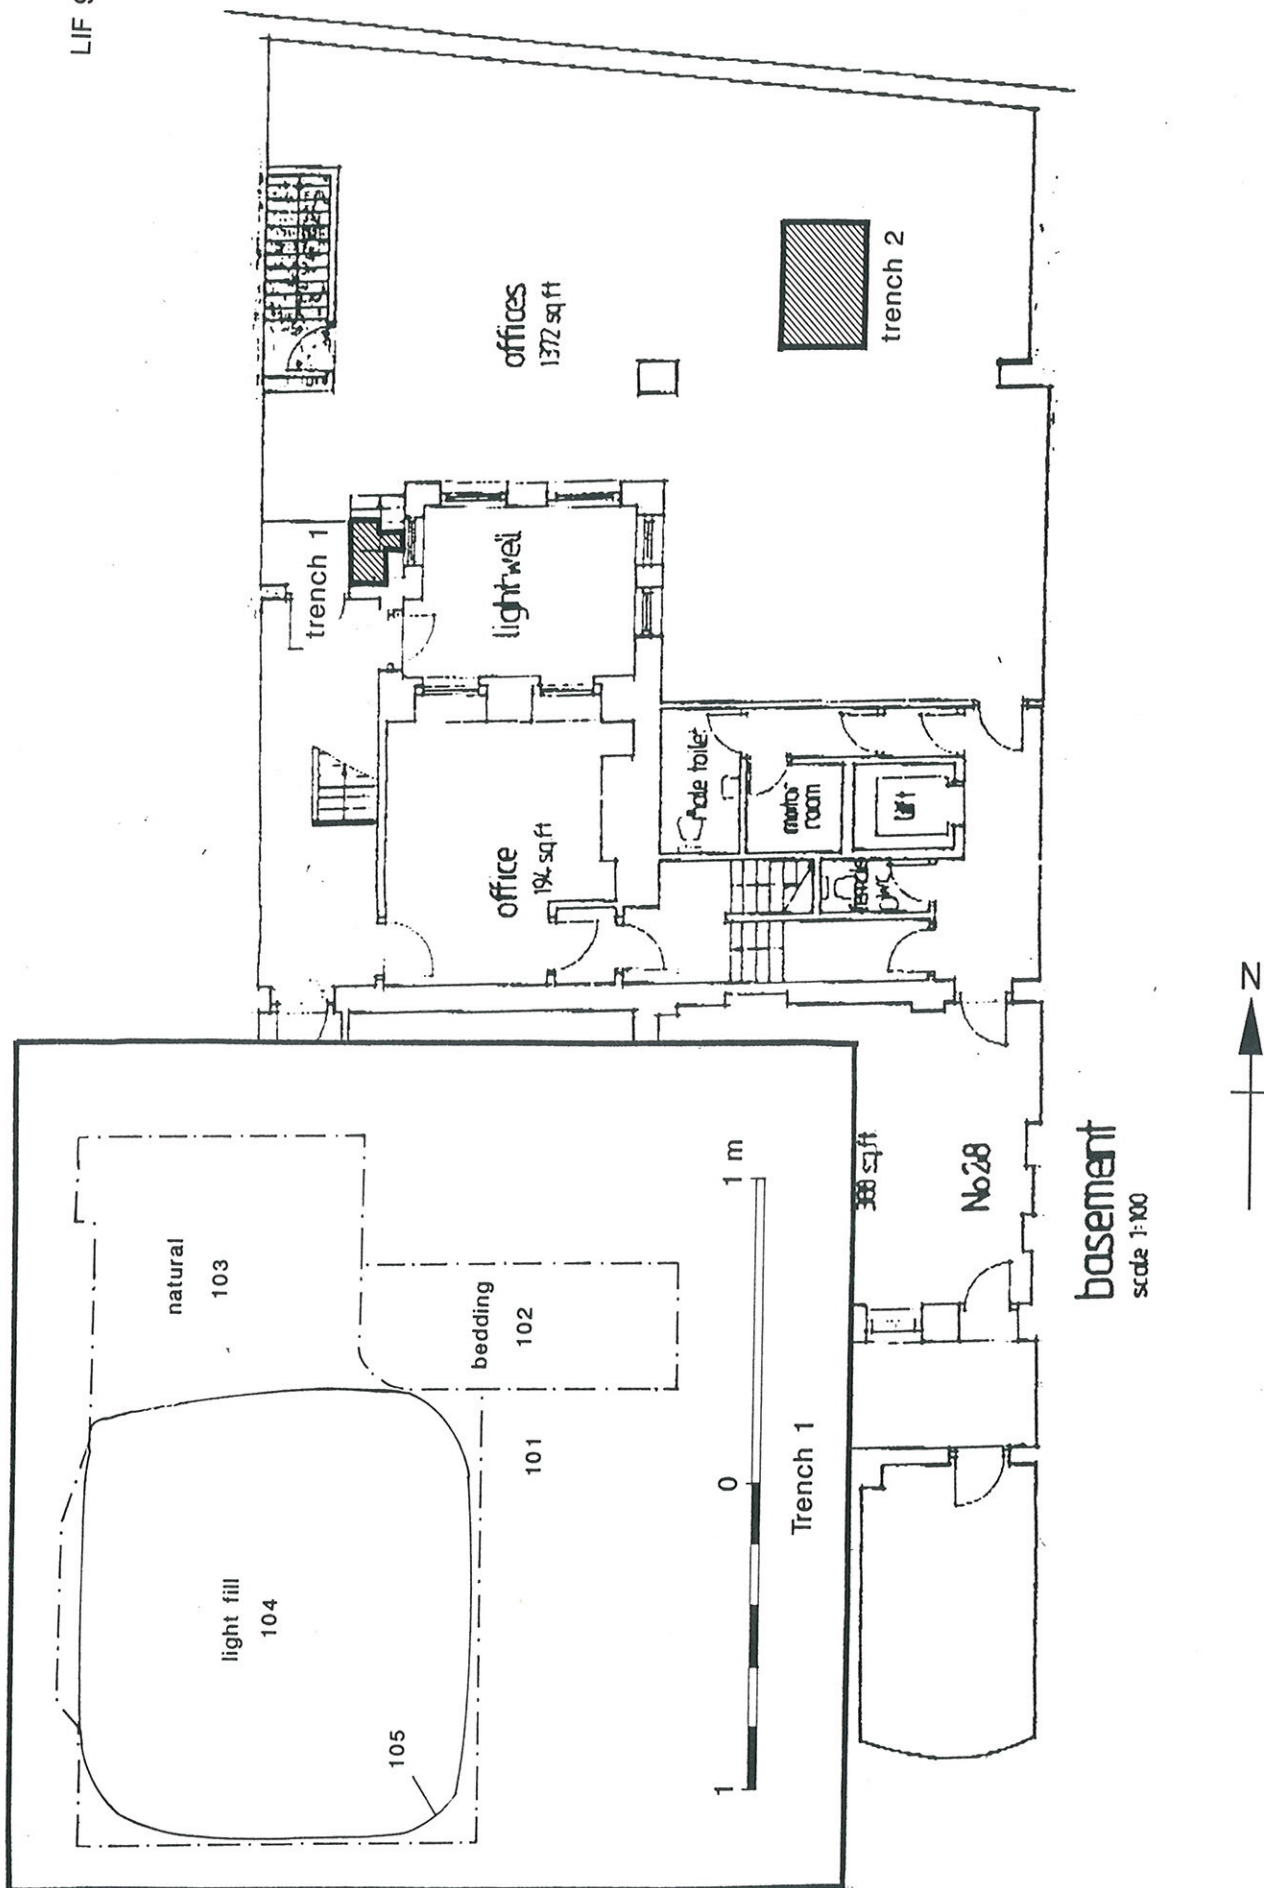 LIF
trench 1
offices
1372 sq.ft
trench 2
lightwell
office
194 sq.ft
male toilet
motor
room
lift
female
wc
natural
103
bedding
102
101
light fill
104
105
1
0
1 m
Trench 1
388 sq.ft
No28
basement
scale 1:100
N